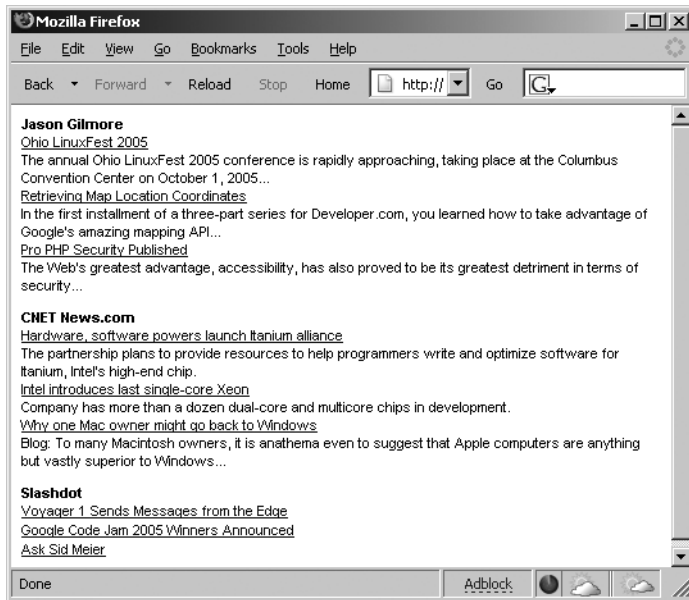 Mozilla Firefox
File Edit View Go Bookmarks Tools Help
Back Forward Reload Stop Home http:// Go G
Jason Gilmore
Ohio LinuxFest 2005
The annual Ohio LinuxFest 2005 conference is rapidly approaching, taking place at the Columbus
Convention Center on October 1, 2005...
Retrieving Map Location Coordinates
In the first installment of a three-part series for Developer.com, you learned how to take advantage of
Google's amazing mapping API...
Pro PHP Security Published
The Web's greatest advantage, accessibility, has also proved to be its greatest detriment in terms of
security...
CNET News.com
Hardware, software powers launch Itanium alliance
The partnership plans to provide resources to help programmers write and optimize software for
Itanium, Intel's high-end chip.
Intel introduces last single-core Xeon
Company has more than a dozen dual-core and multicore chips in development.
Why one Mac owner might go back to Windows
Blog: To many Macintosh owners, it is anathema even to suggest that Apple computers are anything
but vastly superior to Windows...
Slashdot
Voyager 1 Sends Messages from the Edge
Google Code Jam 2005 Winners Announced
Ask Sid Meier
Done Adblock